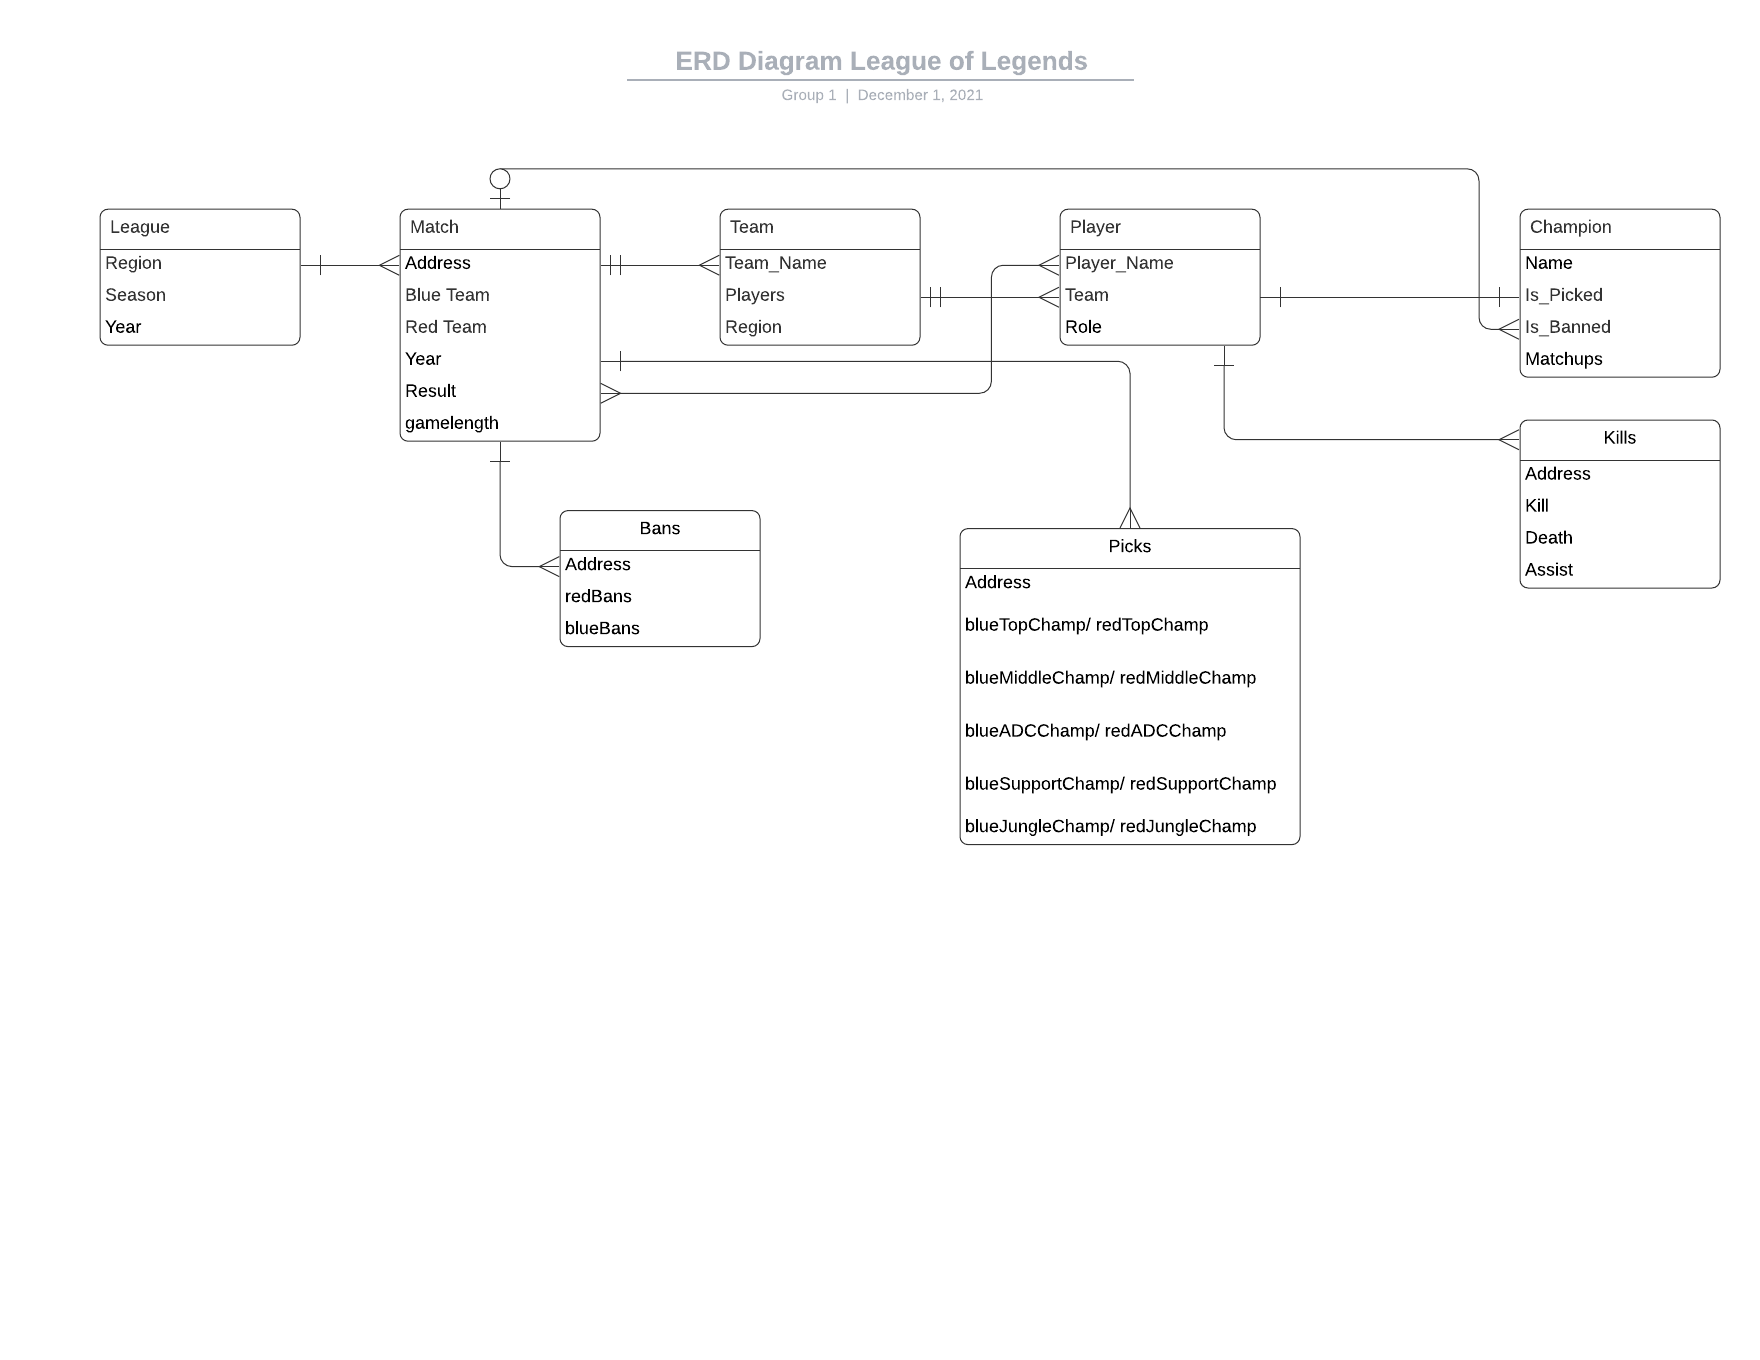 ERD Diagram League of Legends
Group 1 | December 1, 2021
League
Region
Season
Year
Match
Address
Blue Team
Red Team
Year
Result
gamelength
Team
Team_Name
Players
Region
Player
Player_Name
Team
Role
Champion
Name
Is_Picked
Is_Banned
Matchups
Kills
Address
Kill
Death
Assist
Bans
Address
redBans
blueBans
Picks
Address
blueTopChamp/ redTopChamp
blueMiddleChamp/ redMiddleChamp
blueADCChamp/ redADCChamp
blueSupportChamp/ redSupportChamp
blueJungleChamp/ redJungleChamp